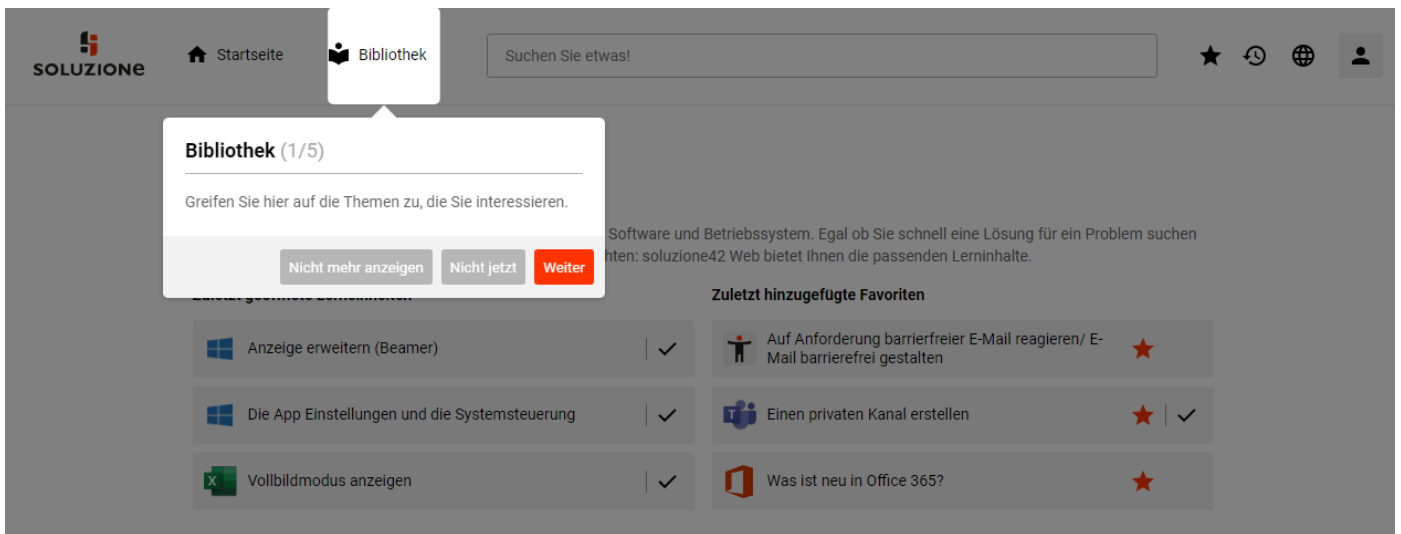 SOLUZIONe
Startseite
Bibliothek
Suchen Sie etwas!
Bibliothek (1/5)
Greifen Sie hier auf die Themen zu, die Sie interessieren.
Nicht mehr anzeigen
Nicht jetzt
Weiter
Software und Betriebssystem. Egal ob Sie schnell eine Lösung für ein Problem suchen
hten: soluzione42 Web bietet Ihnen die passenden Lerninhalte.
Zuletzt geöffnete Lerneinheiten
Anzeige erweitern (Beamer)
Die App Einstellungen und die Systemsteuerung
Vollbildmodus anzeigen
Zuletzt hinzugefügte Favoriten
Auf Anforderung barrierfreier E-Mail reagieren/ E-
Mail barrierefrei gestalten
Einen privaten Kanal erstellen
Was ist neu in Office 365?